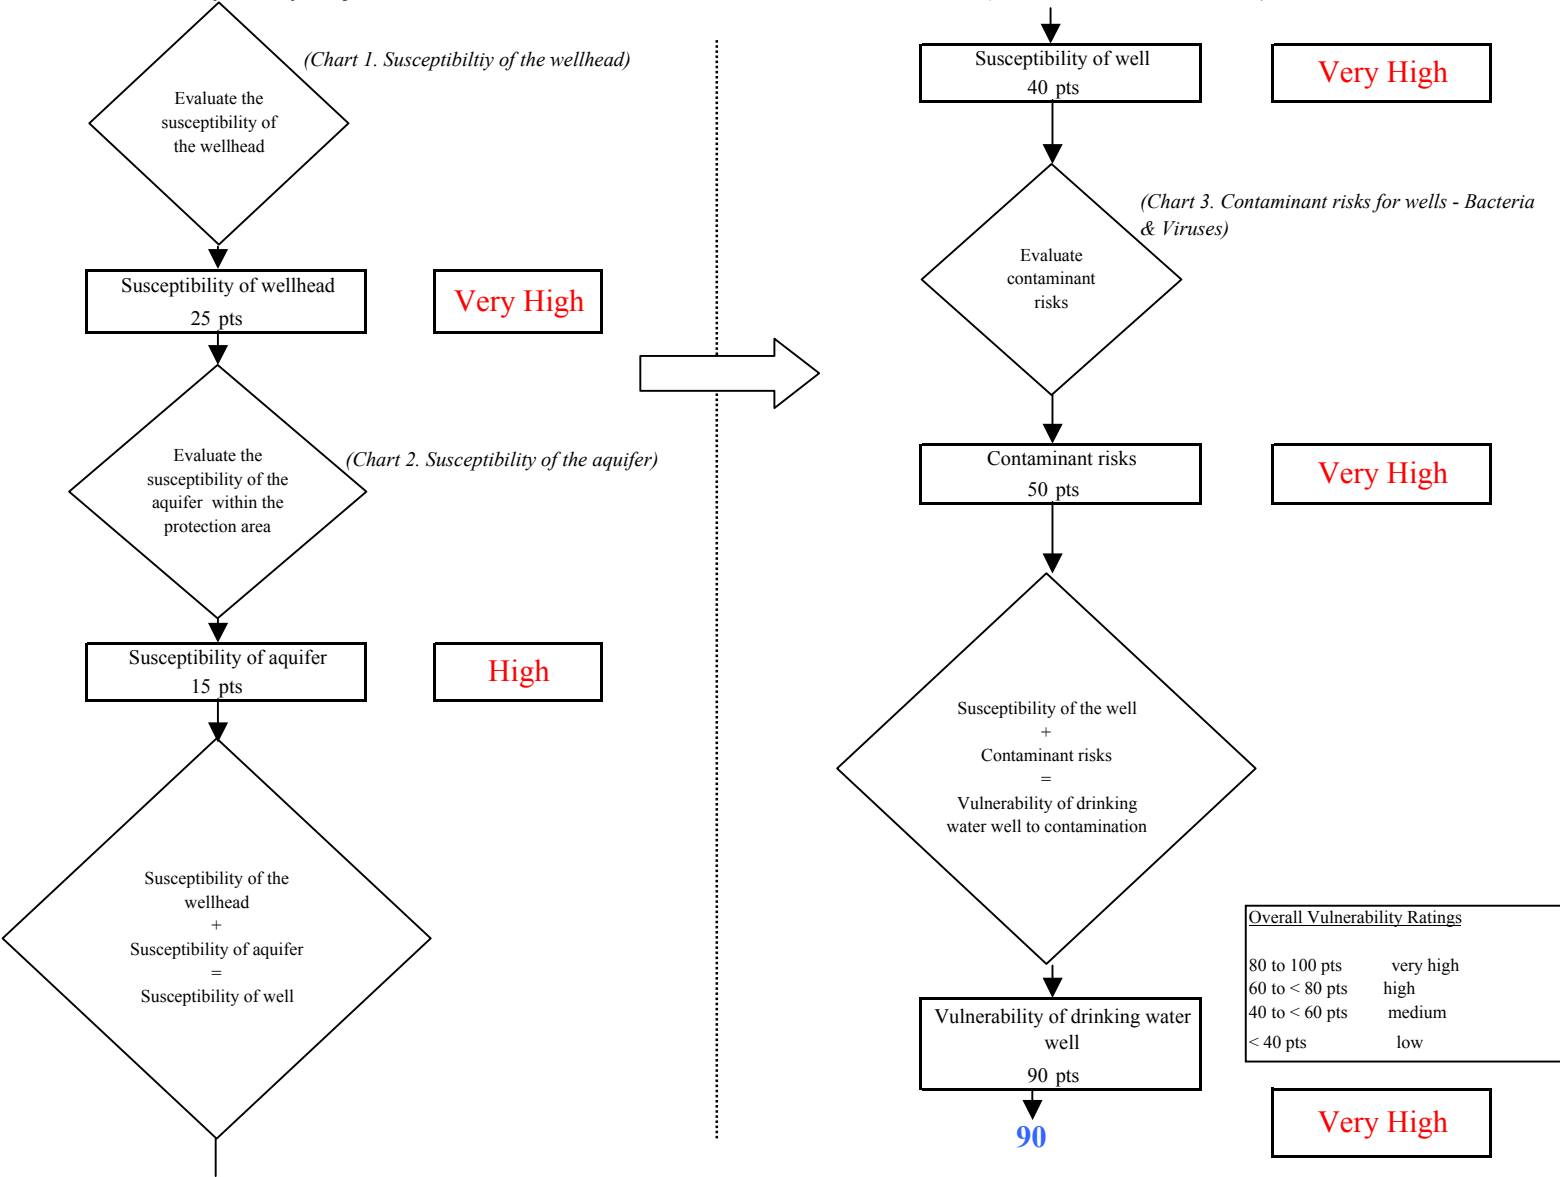 (Chart 1. Susceptibiltiy of the wellhead)
Evaluate the
susceptibility of
the wellhead
Susceptibility of wellhead
25 pts
Very High
Evaluate the
susceptibility of the
aquifer within the
protection area
(Chart 2. Susceptibility of the aquifer)
Susceptibility of aquifer
15 pts
High
Susceptibility of the
wellhead
+
Susceptibility of aquifer
=
Susceptibility of well
Susceptibility of well
40 pts
Very High
(Chart 3. Contaminant risks for wells - Bacteria
& Viruses)
Evaluate
contaminant
risks
Contaminant risks
50 pts
Very High
Susceptibility of the well
+
Contaminant risks
=
Vulnerability of drinking
water well to contamination
Overall Vulnerability Ratings
80 to 100 pts very high
60 to < 80 pts high
40 to < 60 pts medium
< 40 pts low
Vulnerability of drinking water
well
90 pts
90
Very High